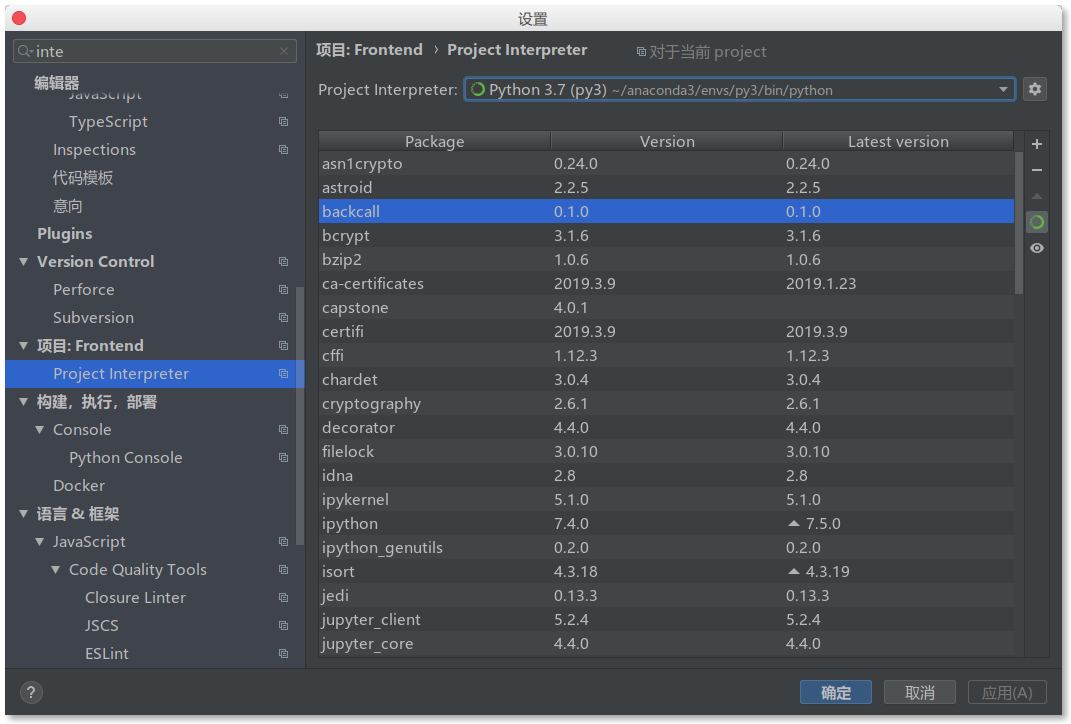 设置
inte
编辑器
JavaScript
TypeScript
Inspections
代码模板
意向
Plugins
Version Control
Perforce
Subversion
项目: Frontend
Project Interpreter
构建，执行，部署
Console
Python Console
Docker
语言 & 框架
JavaScript
Code Quality Tools
Closure Linter
JSCS
ESLint
项目: Frontend › Project Interpreter 对于当前 project
Project Interpreter: Python 3.7 (py3) ~/anaconda3/envs/py3/bin/python
Package Version Latest version
asn1crypto 0.24.0 0.24.0
astroid 2.2.5 2.2.5
backcall 0.1.0 0.1.0
bcrypt 3.1.6 3.1.6
bzip2 1.0.6 1.0.6
ca-certificates 2019.3.9 2019.1.23
capstone 4.0.1
certifi 2019.3.9 2019.3.9
cffi 1.12.3 1.12.3
chardet 3.0.4 3.0.4
cryptography 2.6.1 2.6.1
decorator 4.4.0 4.4.0
filelock 3.0.10 3.0.10
idna 2.8 2.8
ipykernel 5.1.0 5.1.0
ipython 7.4.0 7.5.0
ipython_genutils 0.2.0 0.2.0
isort 4.3.18 4.3.19
jedi 0.13.3 0.13.3
jupyter_client 5.2.4 5.2.4
jupyter_core 4.4.0 4.4.0
? 确定 取消 应用(A)